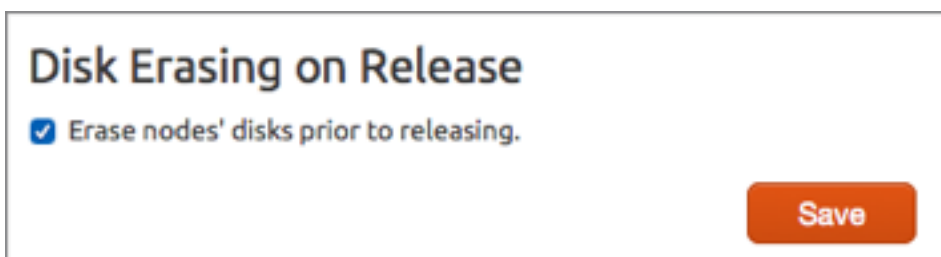 Disk Erasing on Release
Erase nodes' disks prior to releasing.
Save